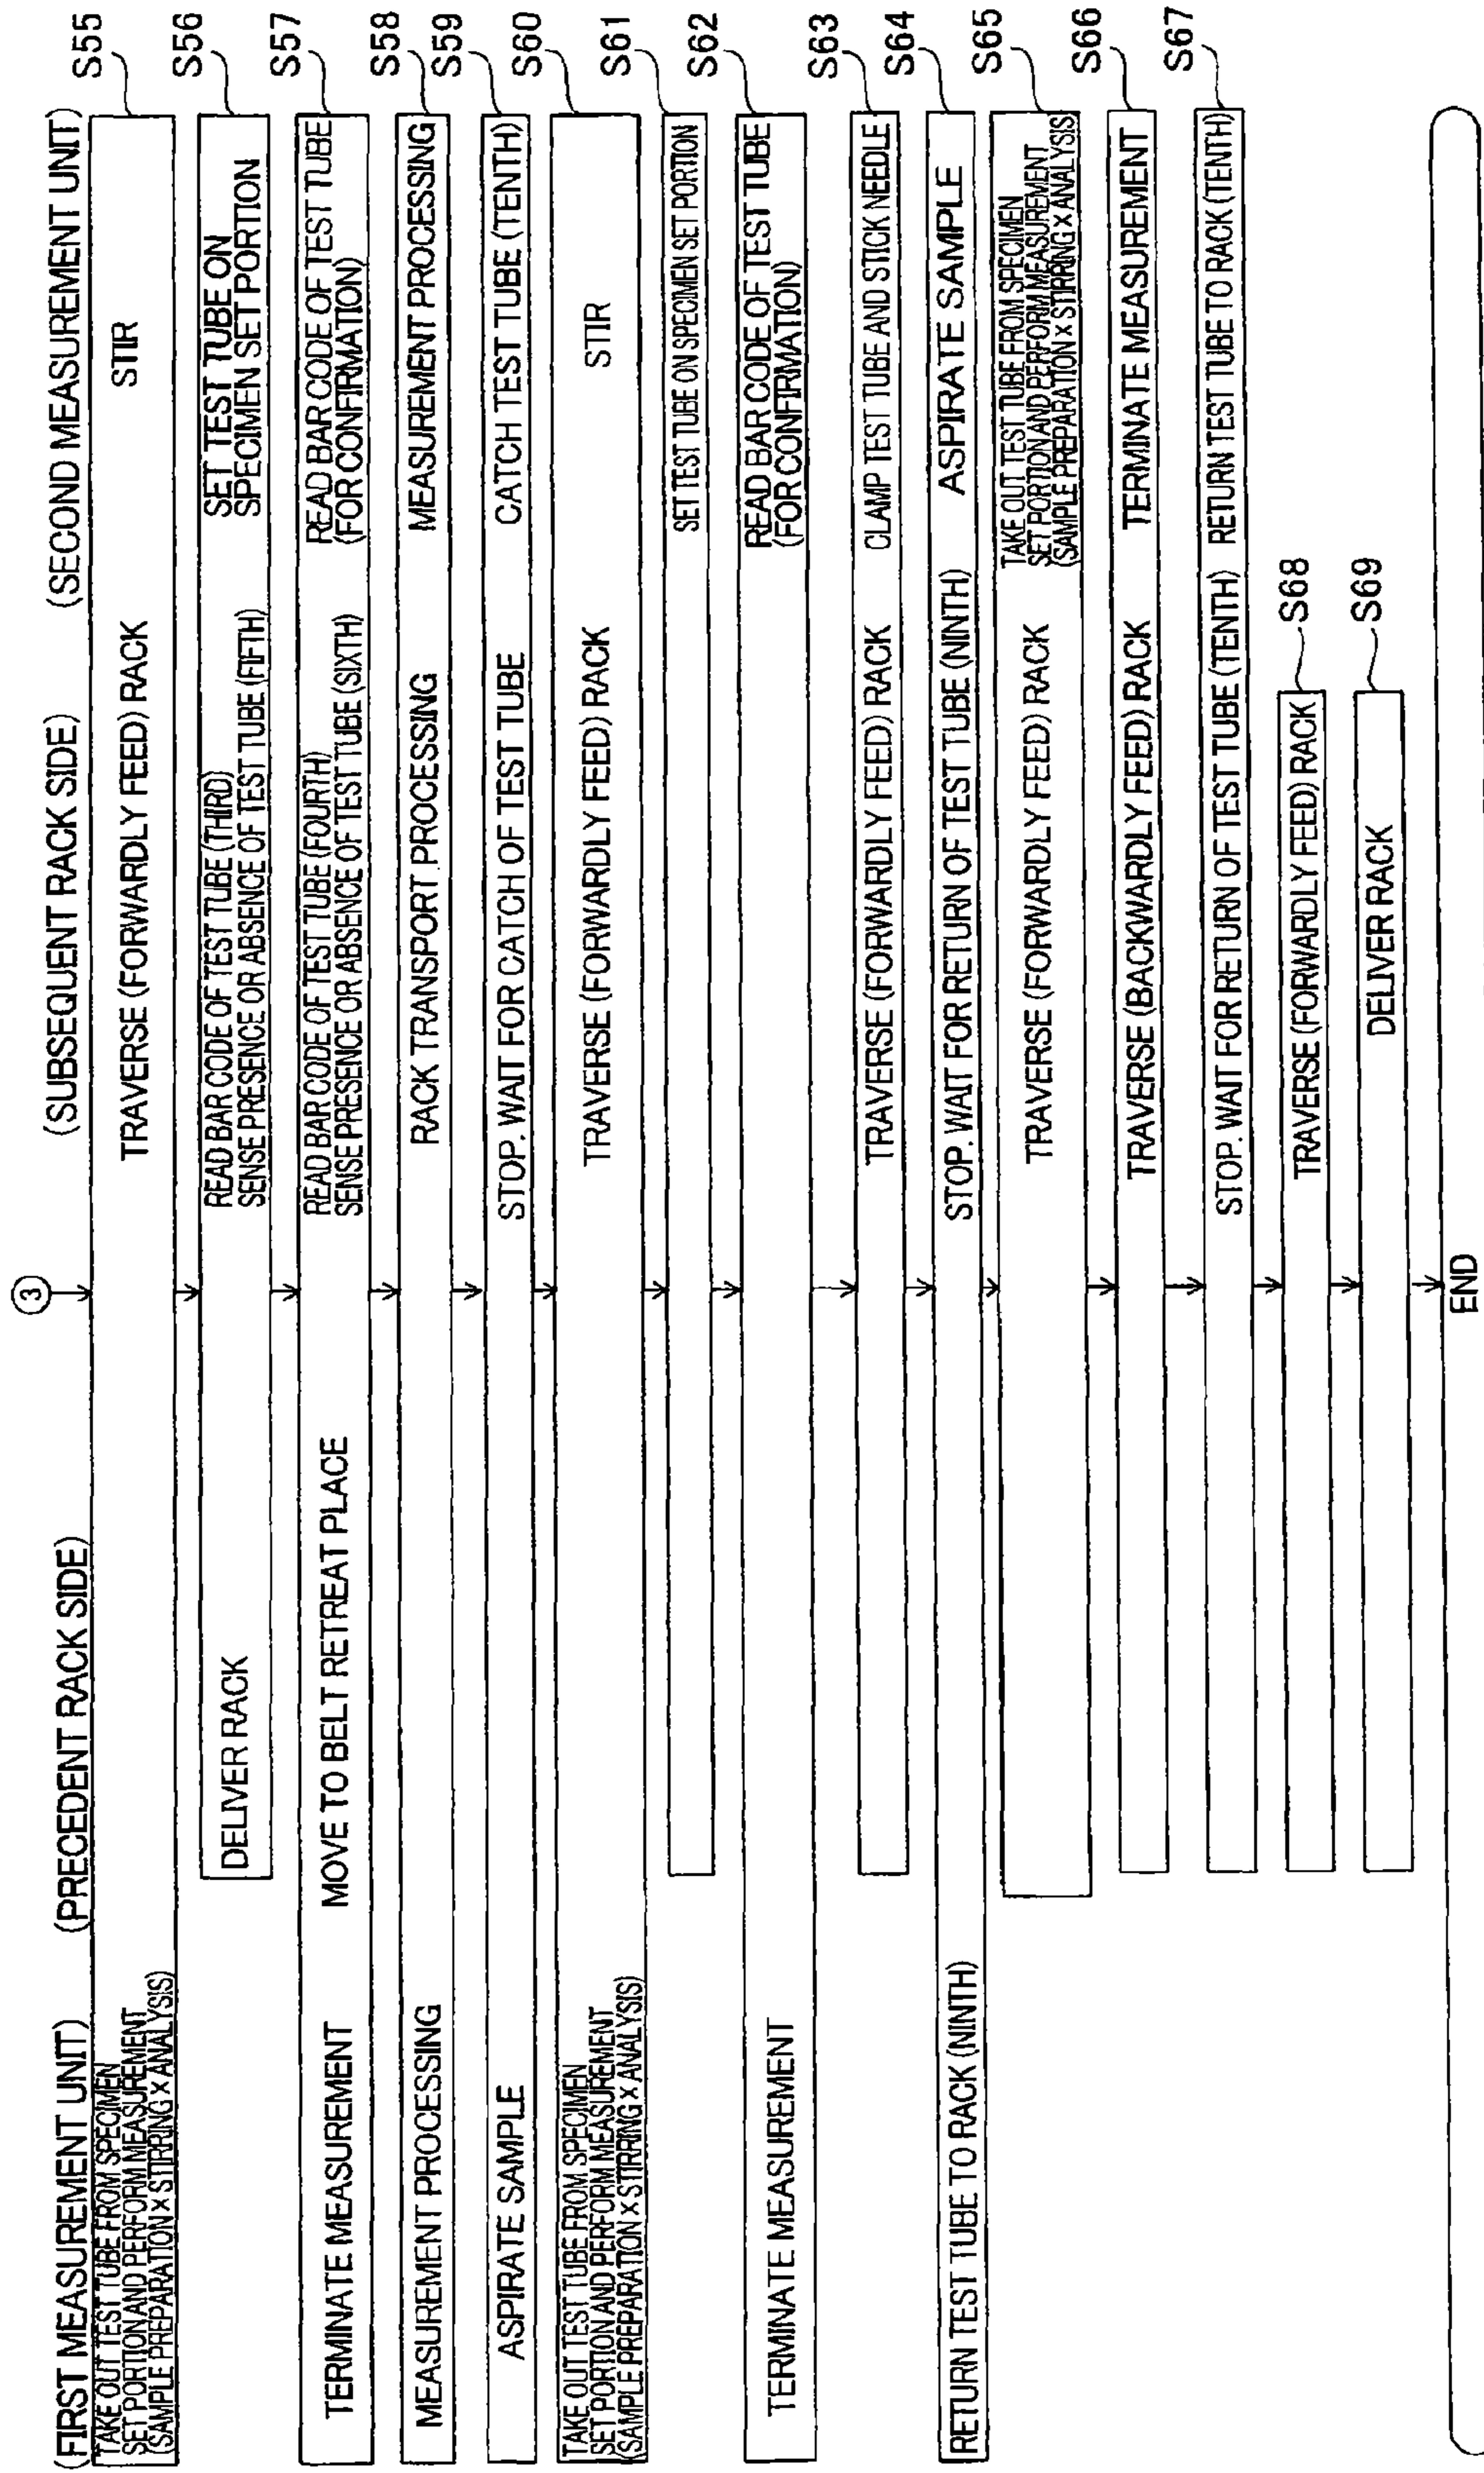 (FIRST MEASUREMENT UNIT)
(PRECEDENT RACK SIDE)
(SUBSEQUENT RACK SIDE)
(SECOND MEASUREMENT UNIT)
3
TAKE OUT TEST TUBE FROM SPECIMEN
SET PORTION AND PERFORM MEASUREMENT
(SAMPLE PREPARATION x STIRRING x ANALYSIS)
TRAVERSE (FORWARDLY FEED) RACK
STIR
S55
DELIVER RACK
READ BAR CODE OF TEST TUBE (THIRD)
SENSE PRESENCE OR ABSENCE OF TEST TUBE (FIFTH)
SET TEST TUBE ON
SPECIMEN SET PORTION
S56
TERMINATE MEASUREMENT
MOVE TO BELT RETREAT PLACE
READ BAR CODE OF TEST TUBE (FOURTH)
SENSE PRESENCE OR ABSENCE OF TEST TUBE (SIXTH)
READ BAR CODE OF TEST TUBE
(FOR CONFIRMATION)
S57
MEASUREMENT PROCESSING
RACK TRANSPORT PROCESSING
MEASUREMENT PROCESSING
S58
ASPIRATE SAMPLE
STOP. WAIT FOR CATCH OF TEST TUBE
CATCH TEST TUBE (TENTH)
S59
TAKE OUT TEST TUBE FROM SPECIMEN
SET PORTION AND PERFORM MEASUREMENT
(SAMPLE PREPARATION x STIRRING x ANALYSIS)
TRAVERSE (FORWARDLY FEED) RACK
STIR
S60
SET TEST TUBE ON SPECIMEN SET PORTION
S61
TERMINATE MEASUREMENT
READ BAR CODE OF TEST TUBE
(FOR CONFIRMATION)
S62
TRAVERSE (FORWARDLY FEED) RACK
CLAMP TEST TUBE AND STICK NEEDLE
S63
RETURN TEST TUBE TO RACK (NINTH)
STOP. WAIT FOR RETURN OF TEST TUBE (NINTH)
ASPIRATE SAMPLE
S64
TRAVERSE (FORWARDLY FEED) RACK
TAKE OUT TEST TUBE FROM SPECIMEN
SET PORTION AND PERFORM MEASUREMENT
(SAMPLE PREPARATION x STIRRING x ANALYSIS)
S65
TRAVERSE (BACKWARDLY FEED) RACK
TERMINATE MEASUREMENT
S66
STOP. WAIT FOR RETURN OF TEST TUBE (TENTH)
RETURN TEST TUBE TO RACK (TENTH)
S67
TRAVERSE (FORWARDLY FEED) RACK
S68
DELIVER RACK
S69
END